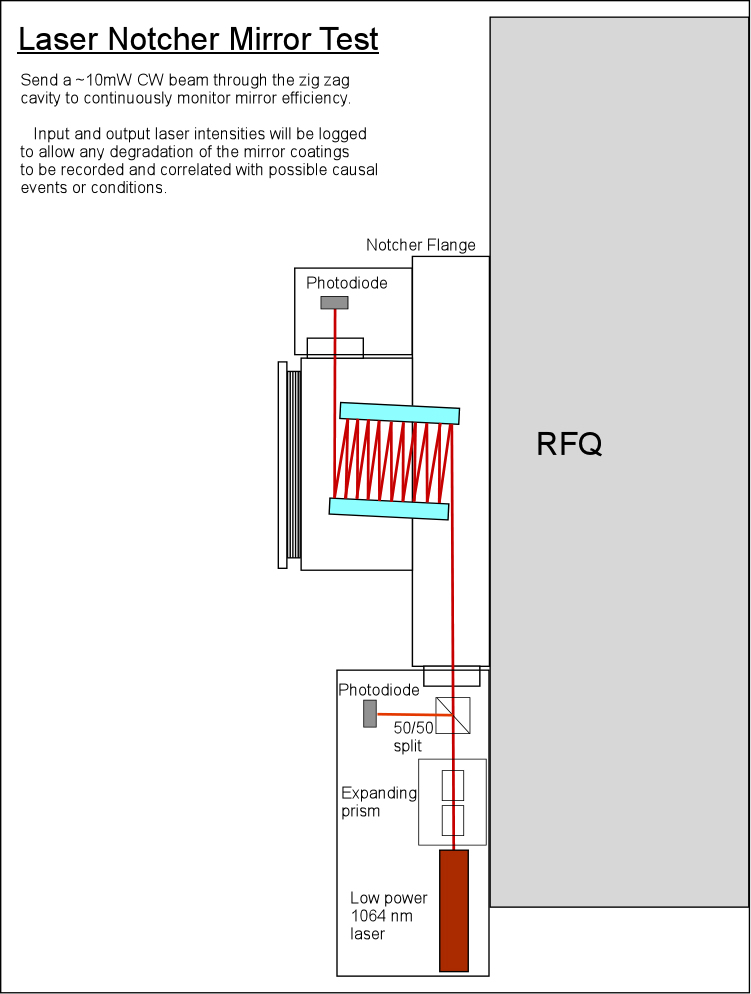 Laser Notcher Mirror Test
Send a ~10mW CW beam through the zig zag
cavity to continuously monitor mirror efficiency.
Input and output laser intensities will be logged
to allow any degradation of the mirror coatings
to be recorded and correlated with possible causal
events or conditions.
Notcher Flange
Photodiode
RFQ
Photodiode
50/50
split
Expanding
prism
Low power
1064 nm
laser